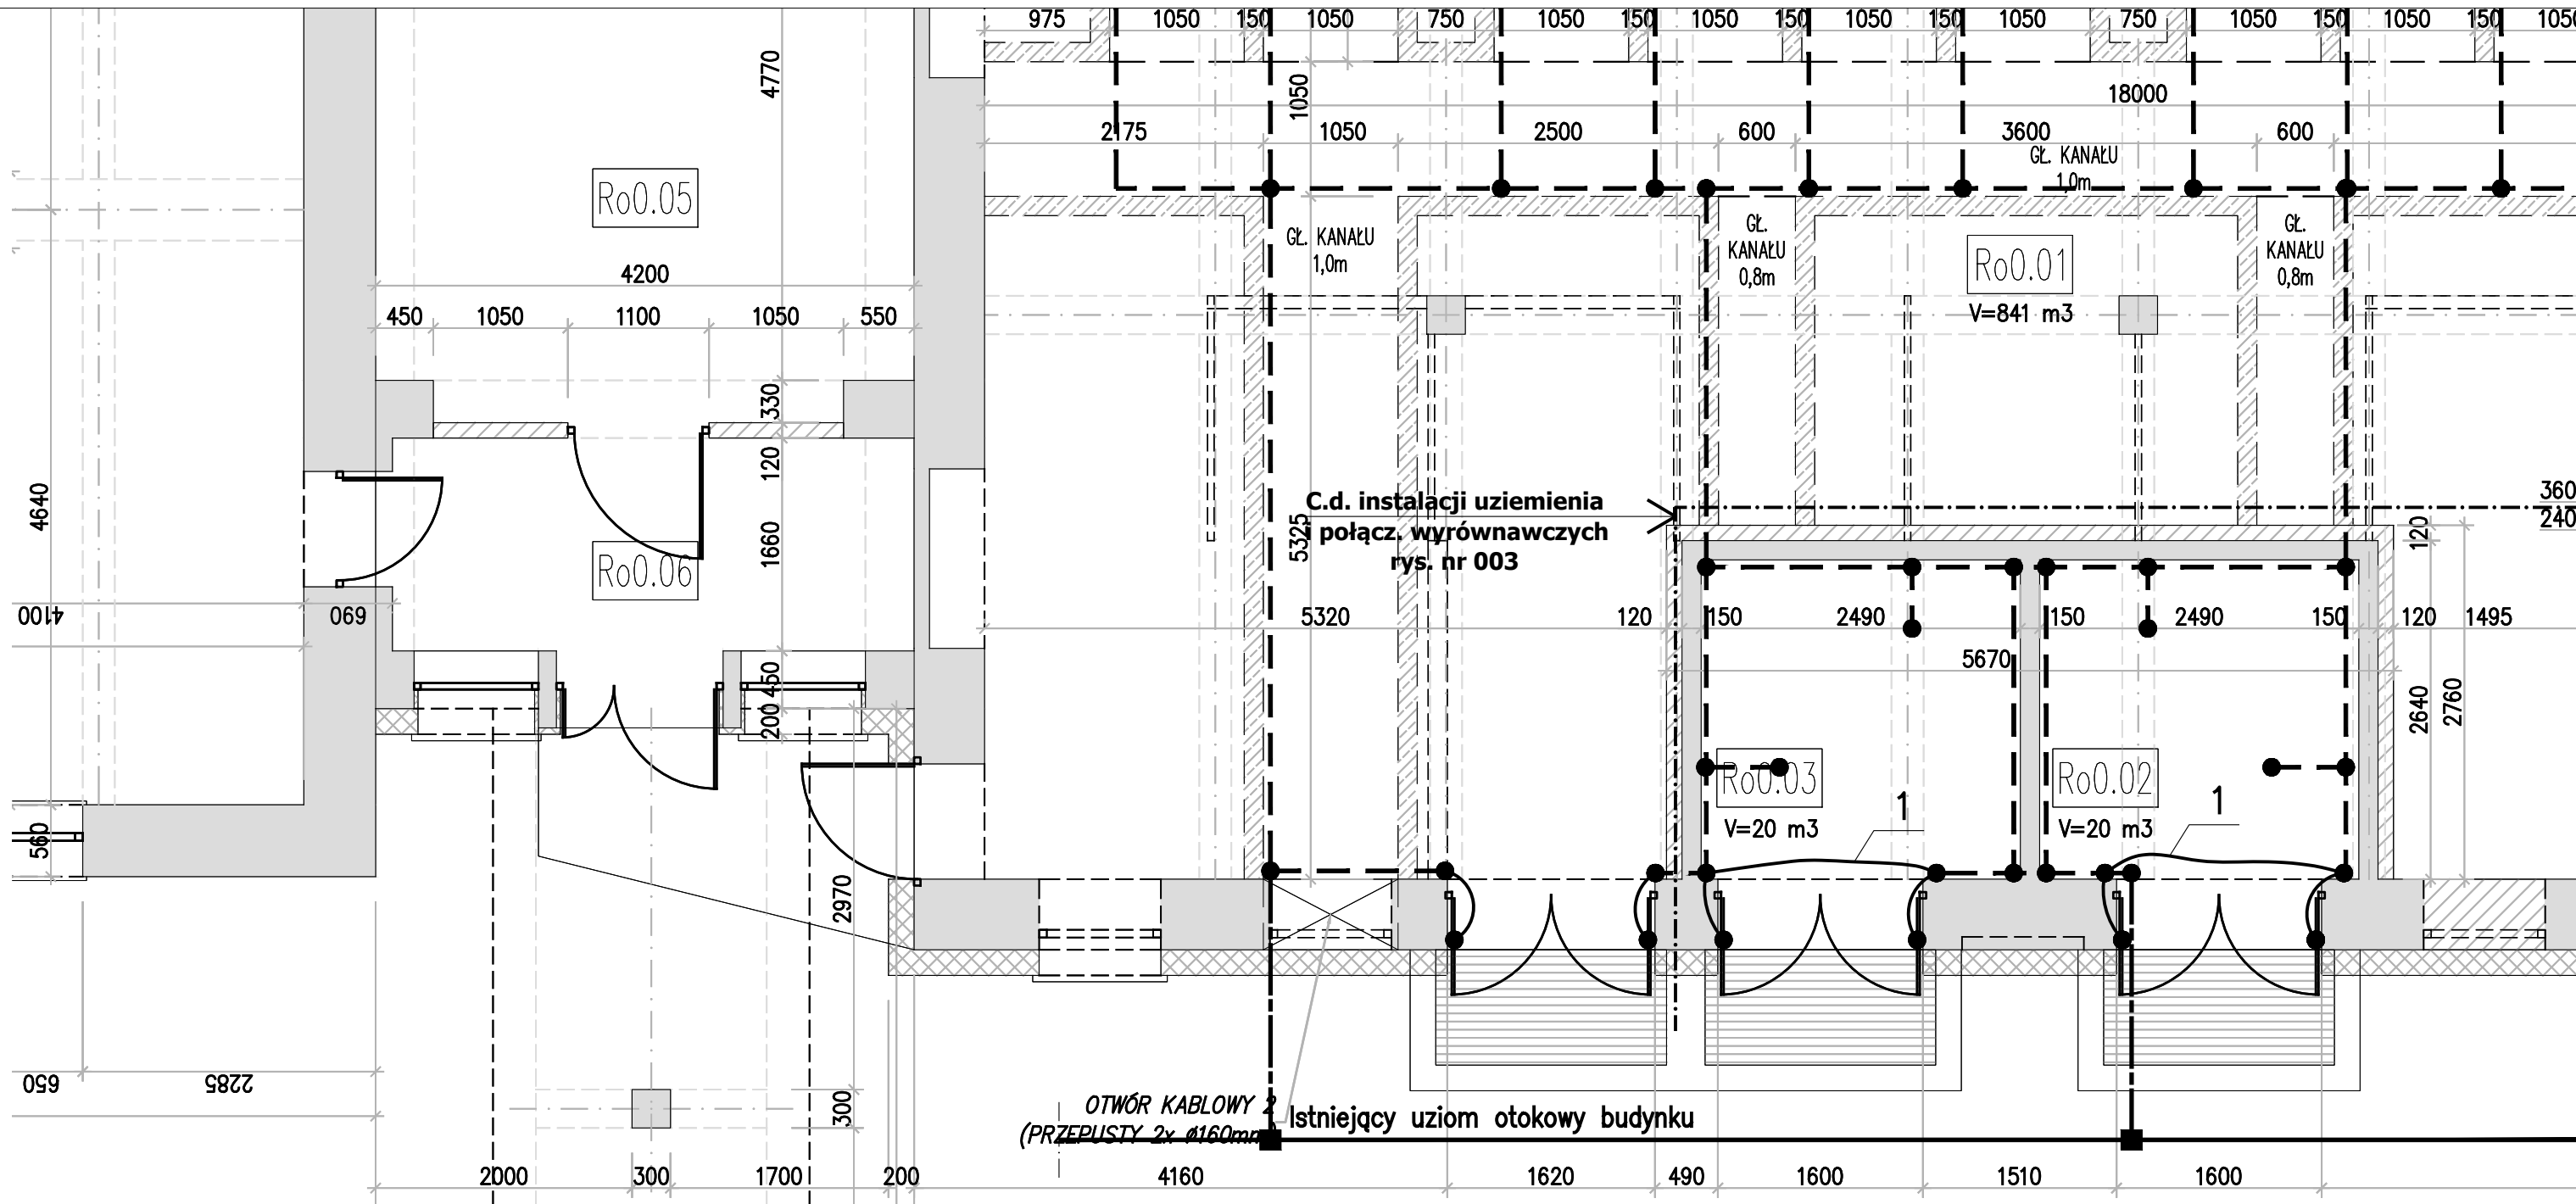 975 1050 150 1050 750 1050 150 1050 150 1050 150 1050 750 1050 150 1050 150
4770
1050
18000
2175 1050 2500 600 3600 600
GŁ. KANAŁU
1,0m
Ro0.05
GŁ. KANAŁU
1,0m
GŁ.
KANAŁU
0,8m
Ro0.01
V=841 m3
GŁ.
KANAŁU
0,8m
4200
450 1050 1100 1050 550
330
120
4640
1660
C.d. instalacji uziemienia
i połącz. wyrównawczych
rys. nr 003
5325
360
240
120
Ro0.06
4100 690
5320 120 150 2490 150 2490 150 120 1495
5670
450
200
2640
2760
Ro0.03
V=20 m3
1
Ro0.02
V=20 m3
1
560
2970
650 2285
300
OTWÓR KABLOWY 2
(PRZEPUSTY 2x ø160mm)
Istniejący uziom otokowy budynku
2000 300 1700 200 4160 1620 490 1600 1510 1600